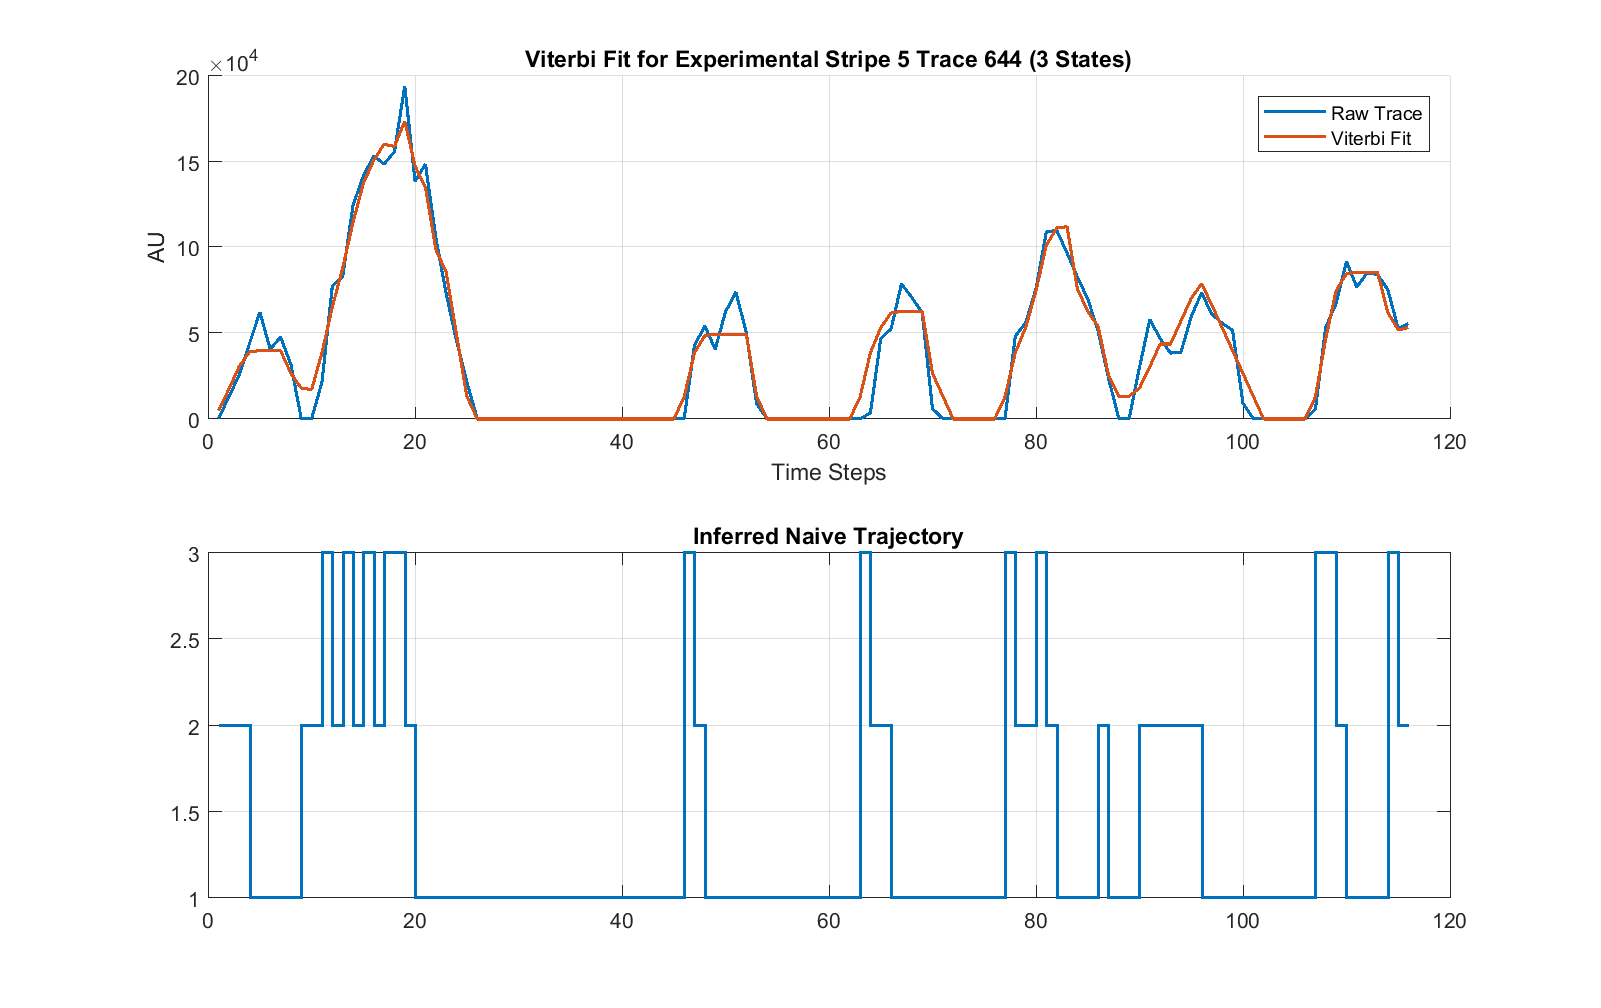 Viterbi Fit for Experimental Stripe 5 Trace 644 (3 States)
×10⁴
20
15
10
5
0
AU
Raw Trace
Viterbi Fit
0 20 40 60 80 100 120
Time Steps
Inferred Naive Trajectory
3
2.5
2
1.5
1
0 20 40 60 80 100 120